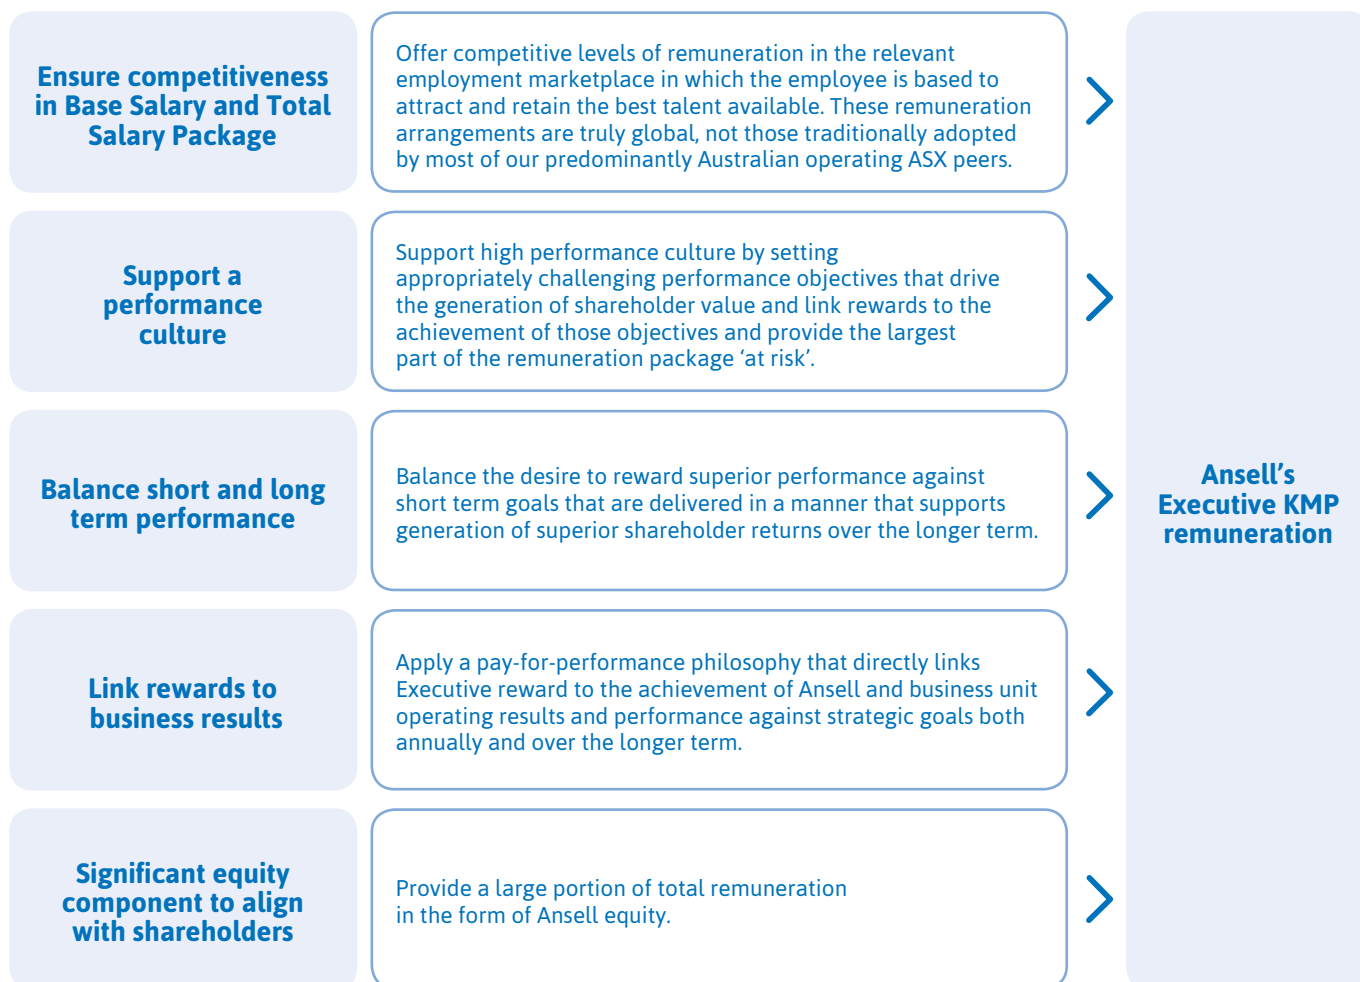 Ensure competitiveness
in Base Salary and Total
Salary Package
Offer competitive levels of remuneration in the relevant
employment marketplace in which the employee is based to
attract and retain the best talent available. These remuneration
arrangements are truly global, not those traditionally adopted
by most of our predominantly Australian operating ASX peers.
Support a
performance
culture
Support high performance culture by setting
appropriately challenging performance objectives that drive
the generation of shareholder value and link rewards to the
achievement of those objectives and provide the largest
part of the remuneration package ‘at risk’.
Balance short and long
term performance
Balance the desire to reward superior performance against
short term goals that are delivered in a manner that supports
generation of superior shareholder returns over the longer term.
Link rewards to
business results
Apply a pay-for-performance philosophy that directly links
Executive reward to the achievement of Ansell and business unit
operating results and performance against strategic goals both
annually and over the longer term.
Significant equity
component to align
with shareholders
Provide a large portion of total remuneration
in the form of Ansell equity.
Ansell’s
Executive KMP
remuneration